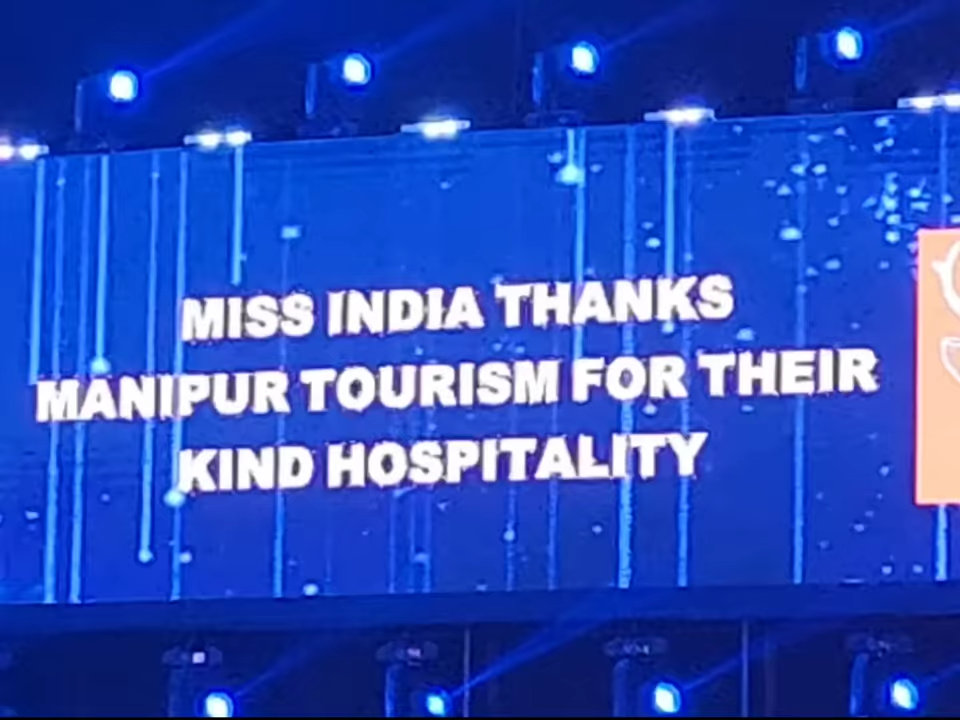 MISS INDIA THANKS
MANIPUR TOURISM FOR THEIR
KIND HOSPITALITY